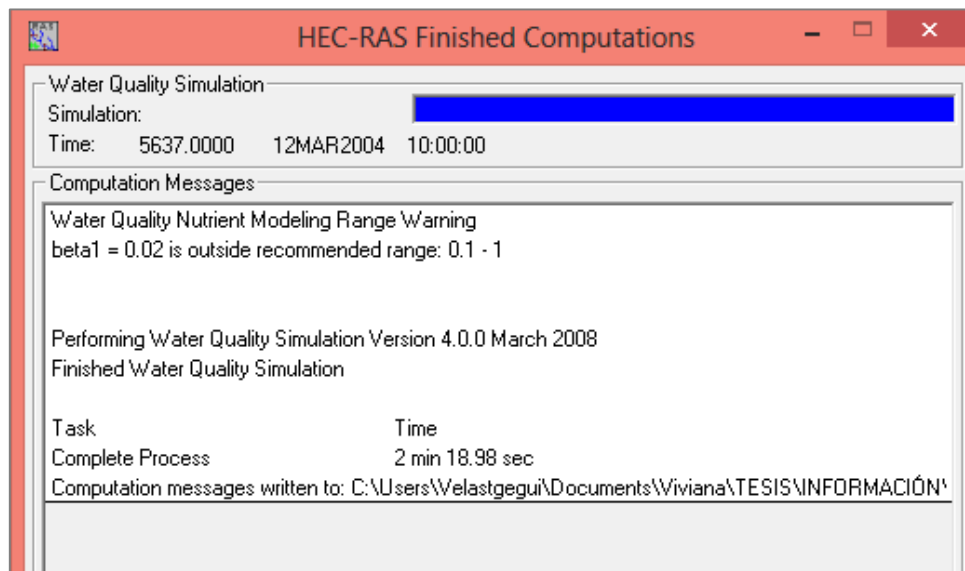 HEC-RAS Finished Computations
Water Quality Simulation
Simulation:
Time: 5637.0000 12MAR2004 10:00:00
Computation Messages
Water Quality Nutrient Modeling Range Warning
beta1 = 0.02 is outside recommended range: 0.1 - 1
Performing Water Quality Simulation Version 4.0.0 March 2008
Finished Water Quality Simulation
Task Time
Complete Process 2 min 18.98 sec
Computation messages written to: C:\Users\Velastgegui\Documents\Viviana\TESIS\INFORMACIÓN\